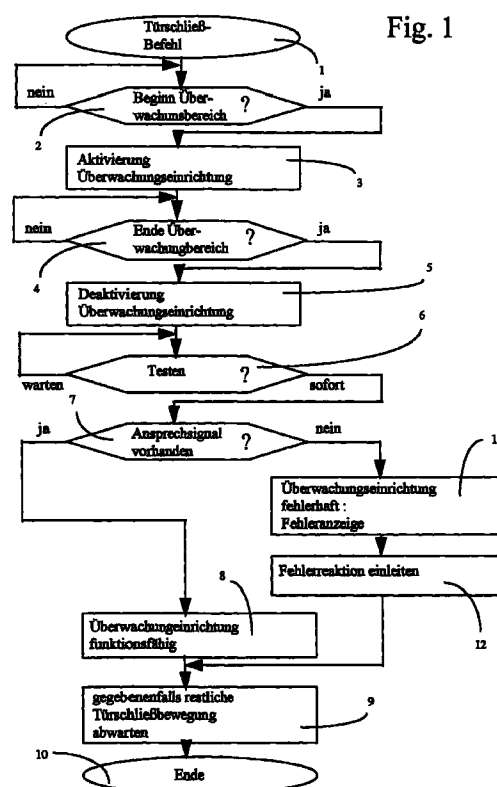 Fig. 1
Türschließ-
Befehl
1
nein
Beginn Über-
wachunsbereich
?
ja
2
Aktivierung
Überwachungseinrichtung
3
nein
Ende Über-
wachungbereich
?
ja
4
5
Deaktivierung
Überwachungseinrichtung
6
Testen
?
warten
sofort
7
ja
Ansprechsignal
vorhanden
?
nein
1
Überwachungseinrichtung
fehlerhaft :
Fehleranzeige
Fehlerreaktion einleiten
8
12
Überwachungeinrichtung
funktionsfähig
gegebenenfalls restliche
Türschließbewegung
abwarten
9
10
Ende